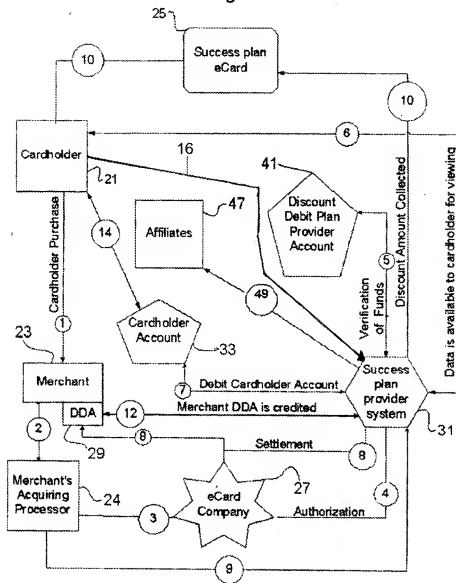 25
Success plan
eCard
10
10
6
Cardholder
21
16
41
47
Discount
Debit Plan
Provider
Account
Affiliates
14
Cardholder Purchase
1
5
49
Verification
of Funds
Discount Amount Collected
Data is available to cardholder for viewing
Cardholder
Account
33
23
Merchant
7
Debit Cardholder Account
Success
plan
provider
system
31
DDA
12
Merchant DDA is credited
2
29
8
Settlement
8
4
27
Merchant's
Acquiring
Processor
24
3
eCard
Company
Authorization
9